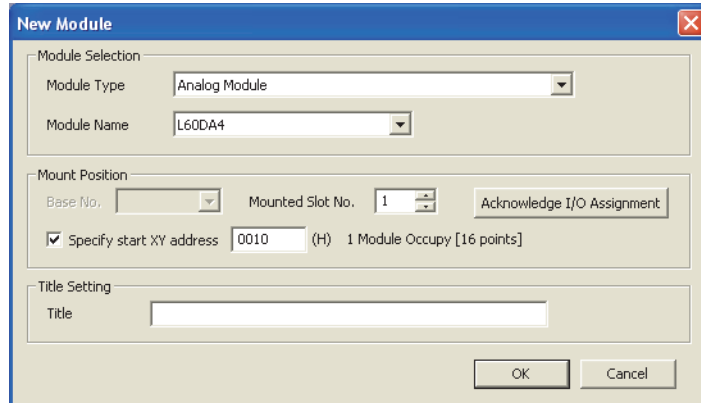 New Module
Module Selection
Module Type Analog Module
Module Name L60DA4
Mount Position
Base No. Mounted Slot No. 1 Acknowledge I/O Assignment
Specify start XY address 0010 (H) 1 Module Occupy [16 points]
Title Setting
Title
OK Cancel